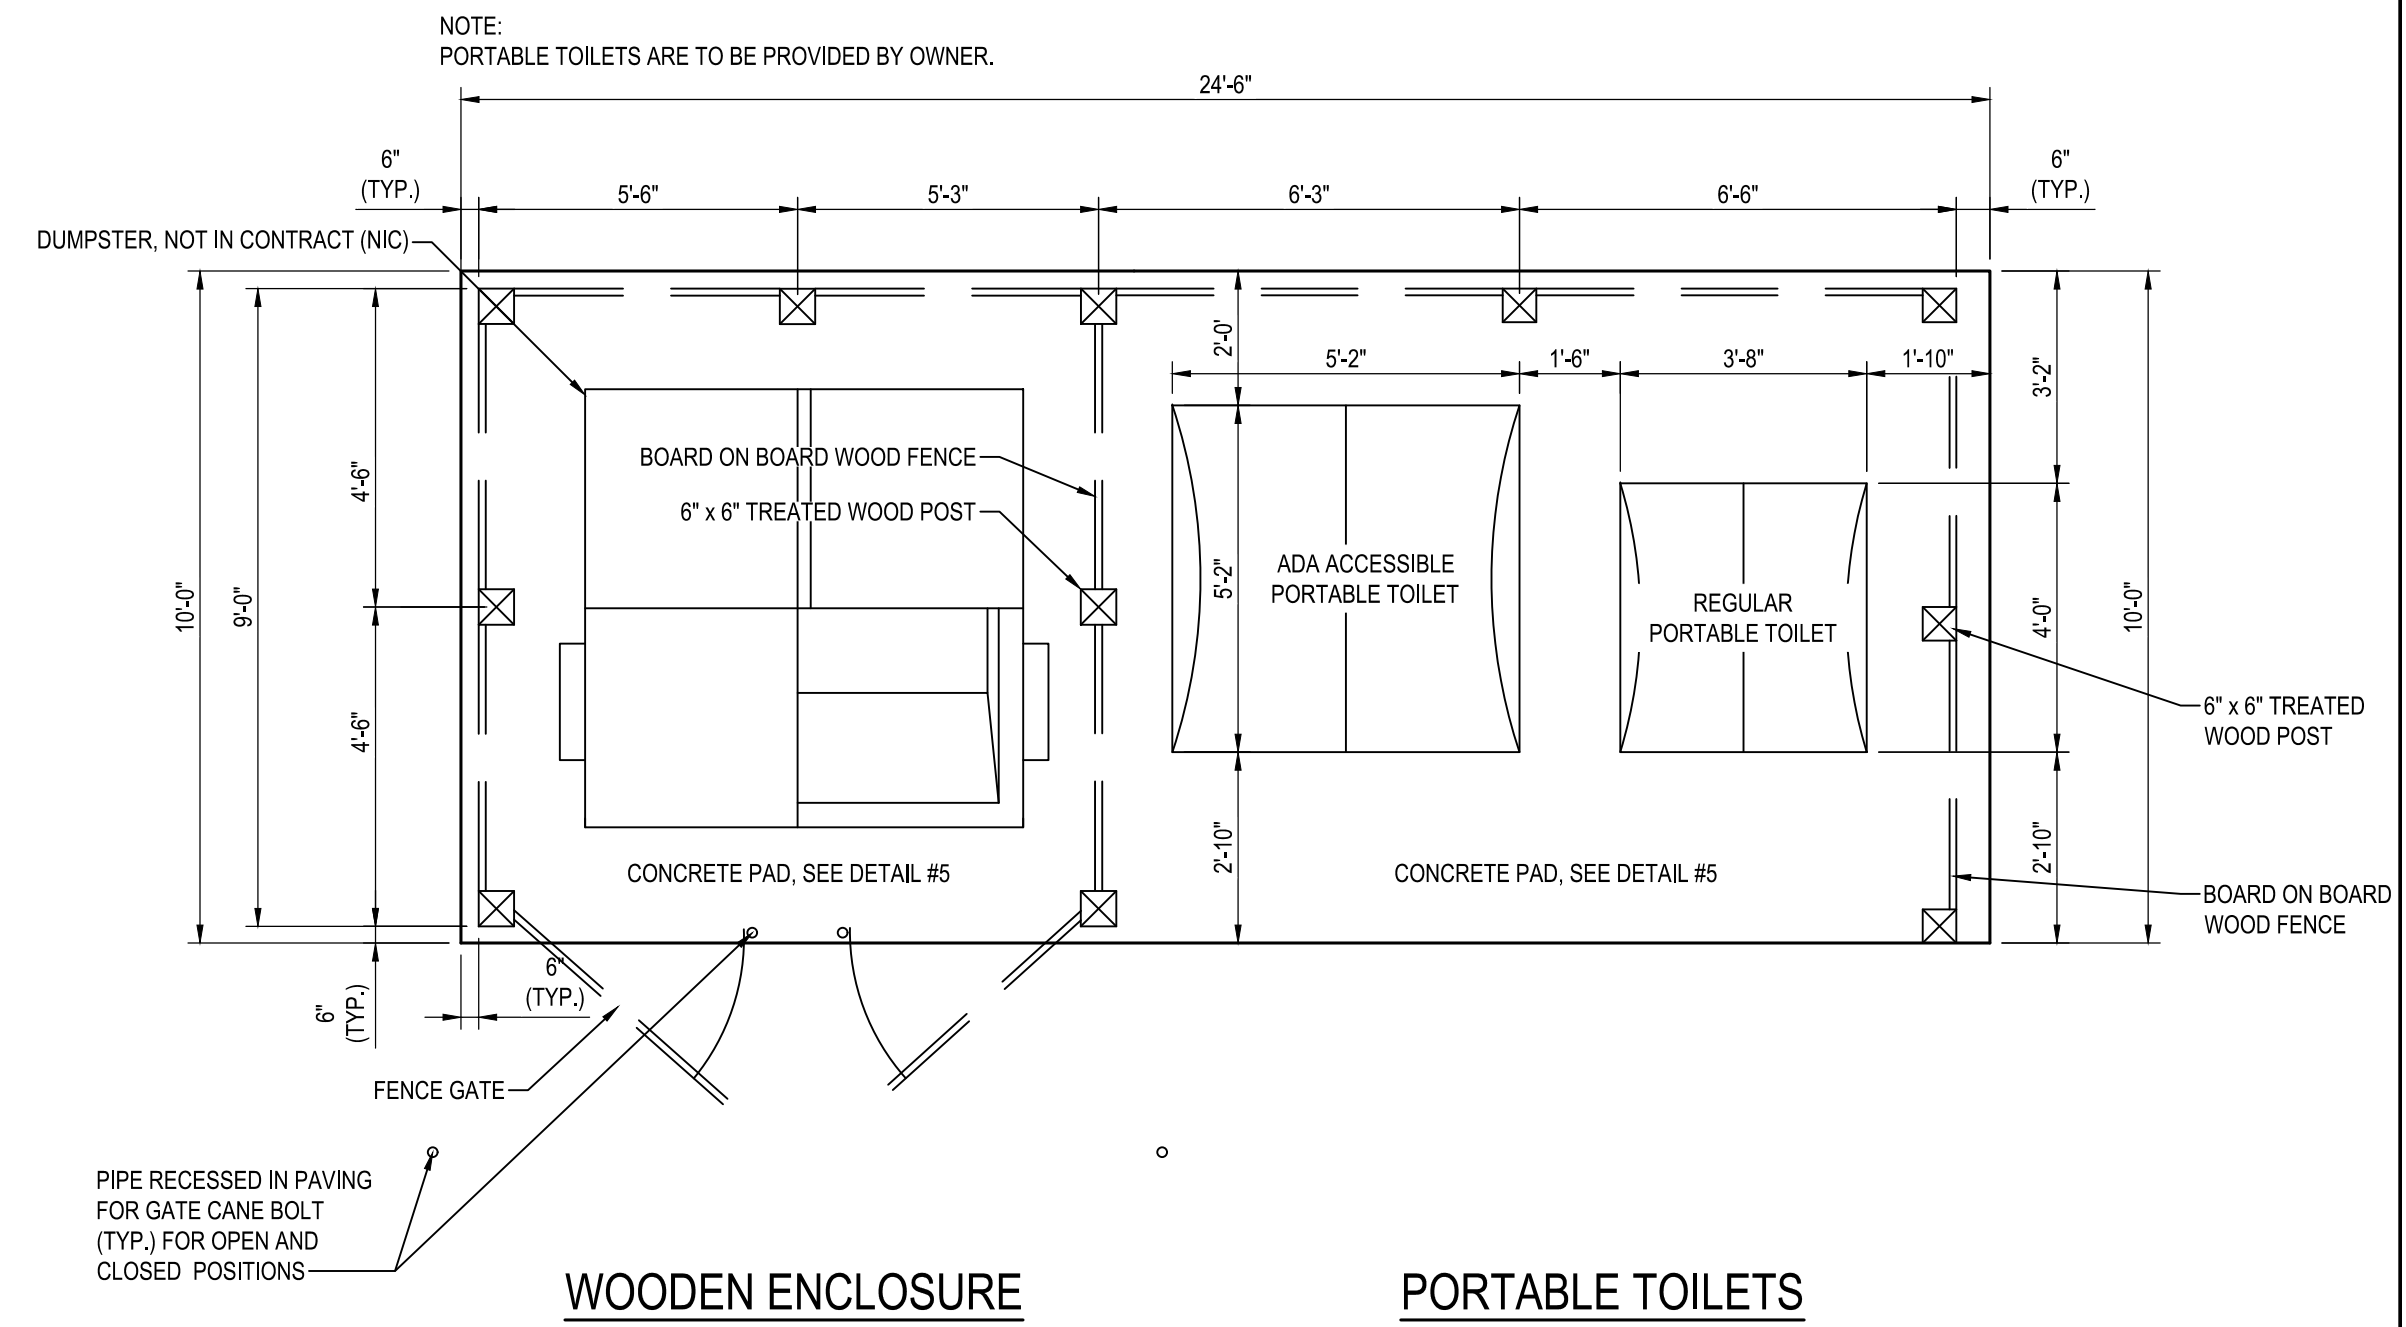 NOTE:
PORTABLE TOILETS ARE TO BE PROVIDED BY OWNER.
24'-6"
6"
(TYP.)
5'-6"
5'-3"
6'-3"
6'-6"
6"
(TYP.)
DUMPSTER, NOT IN CONTRACT (NIC)
10'-0"
9'-0"
4'-6"
4'-6"
6"
(TYP.)
6"
(TYP.)
BOARD ON BOARD WOOD FENCE
6" x 6" TREATED WOOD POST
CONCRETE PAD, SEE DETAIL #5
2'-0'
5'-2"
1'-6"
3'-8"
1'-10"
5'-2"
2'-10"
ADA ACCESSIBLE
PORTABLE TOILET
REGULAR
PORTABLE TOILET
CONCRETE PAD, SEE DETAIL #5
3'-2"
4'-0"
2'-10"
10'-0"
6" x 6" TREATED
WOOD POST
BOARD ON BOARD
WOOD FENCE
FENCE GATE
PIPE RECESSED IN PAVING
FOR GATE CANE BOLT
(TYP.) FOR OPEN AND
CLOSED POSITIONS
WOODEN ENCLOSURE
PORTABLE TOILETS